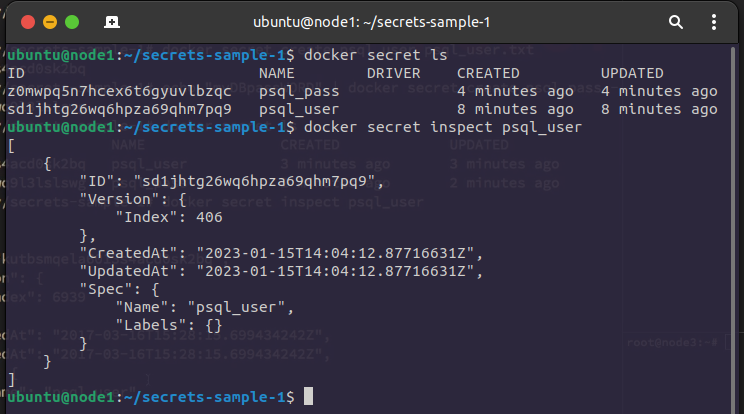 ubuntu@node1: ~/secrets-sample-1
ubuntu@node1:~/secrets-sample-1$ docker secret ls
ID                          NAME        DRIVER    CREATED         UPDATED
z0mwpq5n7hcex6t6gyuvlbzqc   psql_pass             4 minutes ago   4 minutes ago
sd1jhtg26wq6hpza69qhm7pq9   psql_user             8 minutes ago   8 minutes ago
ubuntu@node1:~/secrets-sample-1$ docker secret inspect psql_user
[
    {
        "ID": "sd1jhtg26wq6hpza69qhm7pq9",
        "Version": {
            "Index": 406
        },
        "CreatedAt": "2023-01-15T14:04:12.87716631Z",
        "UpdatedAt": "2023-01-15T14:04:12.87716631Z",
        "Spec": {
            "Name": "psql_user",
            "Labels": {}
        }
    }
]
ubuntu@node1:~/secrets-sample-1$